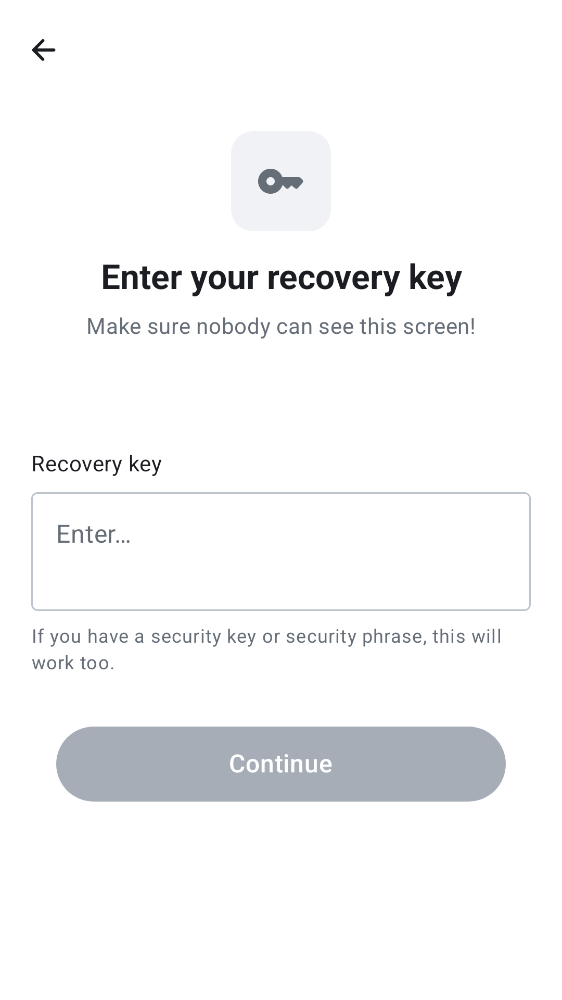 Enter your recovery key
Make sure nobody can see this screen!
Recovery key
Enter...
If you have a security key or security phrase, this will
work too.
Continue